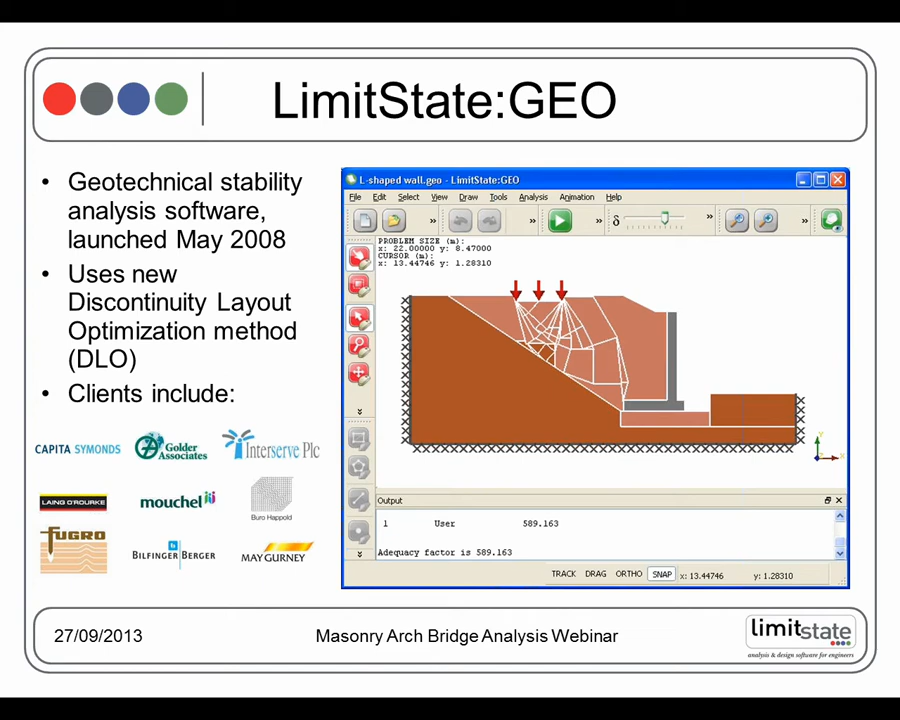 LimitState:GEO
• Geotechnical stability
analysis software,
launched May 2008
• Uses new
Discontinuity Layout
Optimization method
(DLO)
• Clients include:
CAPITA SYMONDS
Golder
Associates
Interserve Plc
LAING O'ROURKE
mouchel
Buro Happold
FUGRO
BILFINGER BERGER
MAY GURNEY
L-shaped wall.geo - LimitState:GEO
File Edit Select View Draw Tools Analysis Animation Help
» » » δ » »
PROBLEM SIZE (m):
x: 22.00000 y: 8.47000
CURSOR (m):
x: 13.44746 y: 1.28310
Y
X
Output
1 User 589.163
Adequacy factor is 589.163
TRACK DRAG ORTHO SNAP x: 13.44746 y: 1.28310
27/09/2013
Masonry Arch Bridge Analysis Webinar
limitstate
analysis & design software for engineers